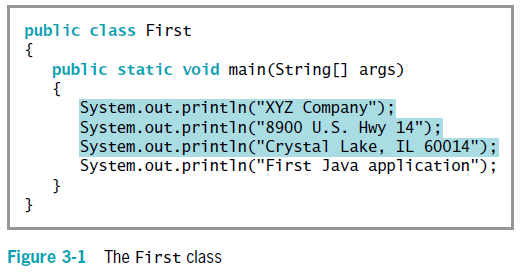 public class First
{
public static void main(String[] args)
{
System.out.println("XYZ Company");
System.out.println("8900 U.S. Hwy 14");
System.out.println("Crystal Lake, IL 60014");
System.out.println("First Java application");
}
}
Figure 3-1 The First class